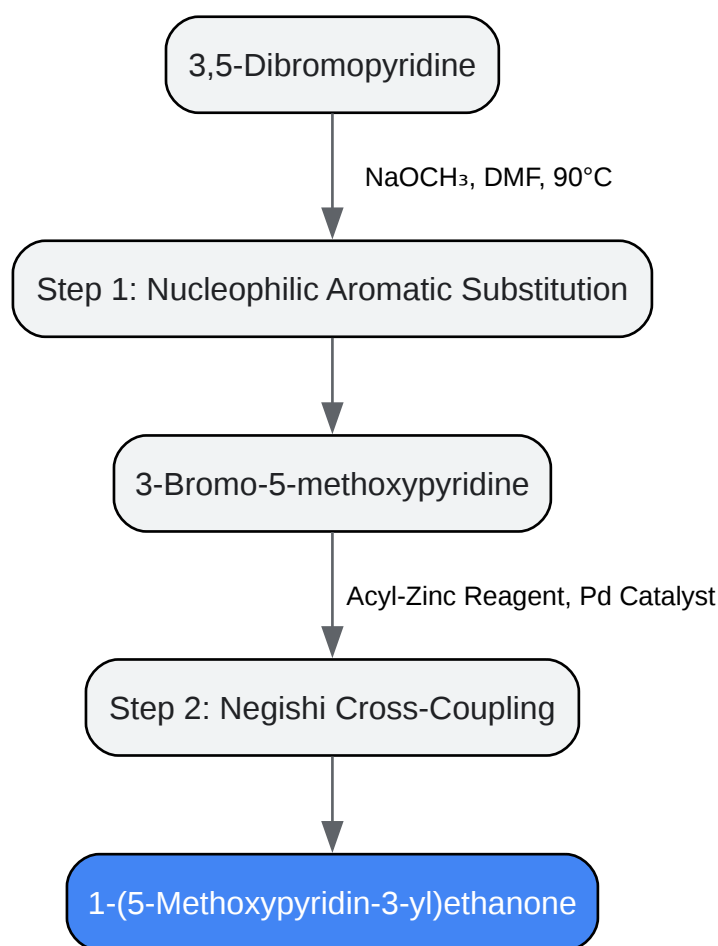 3,5-Dibromopyridine
NaOCH₃, DMF, 90°C
Step 1: Nucleophilic Aromatic Substitution
3-Bromo-5-methoxypyridine
Acyl-Zinc Reagent, Pd Catalyst
Step 2: Negishi Cross-Coupling
1-(5-Methoxypyridin-3-yl)ethanone